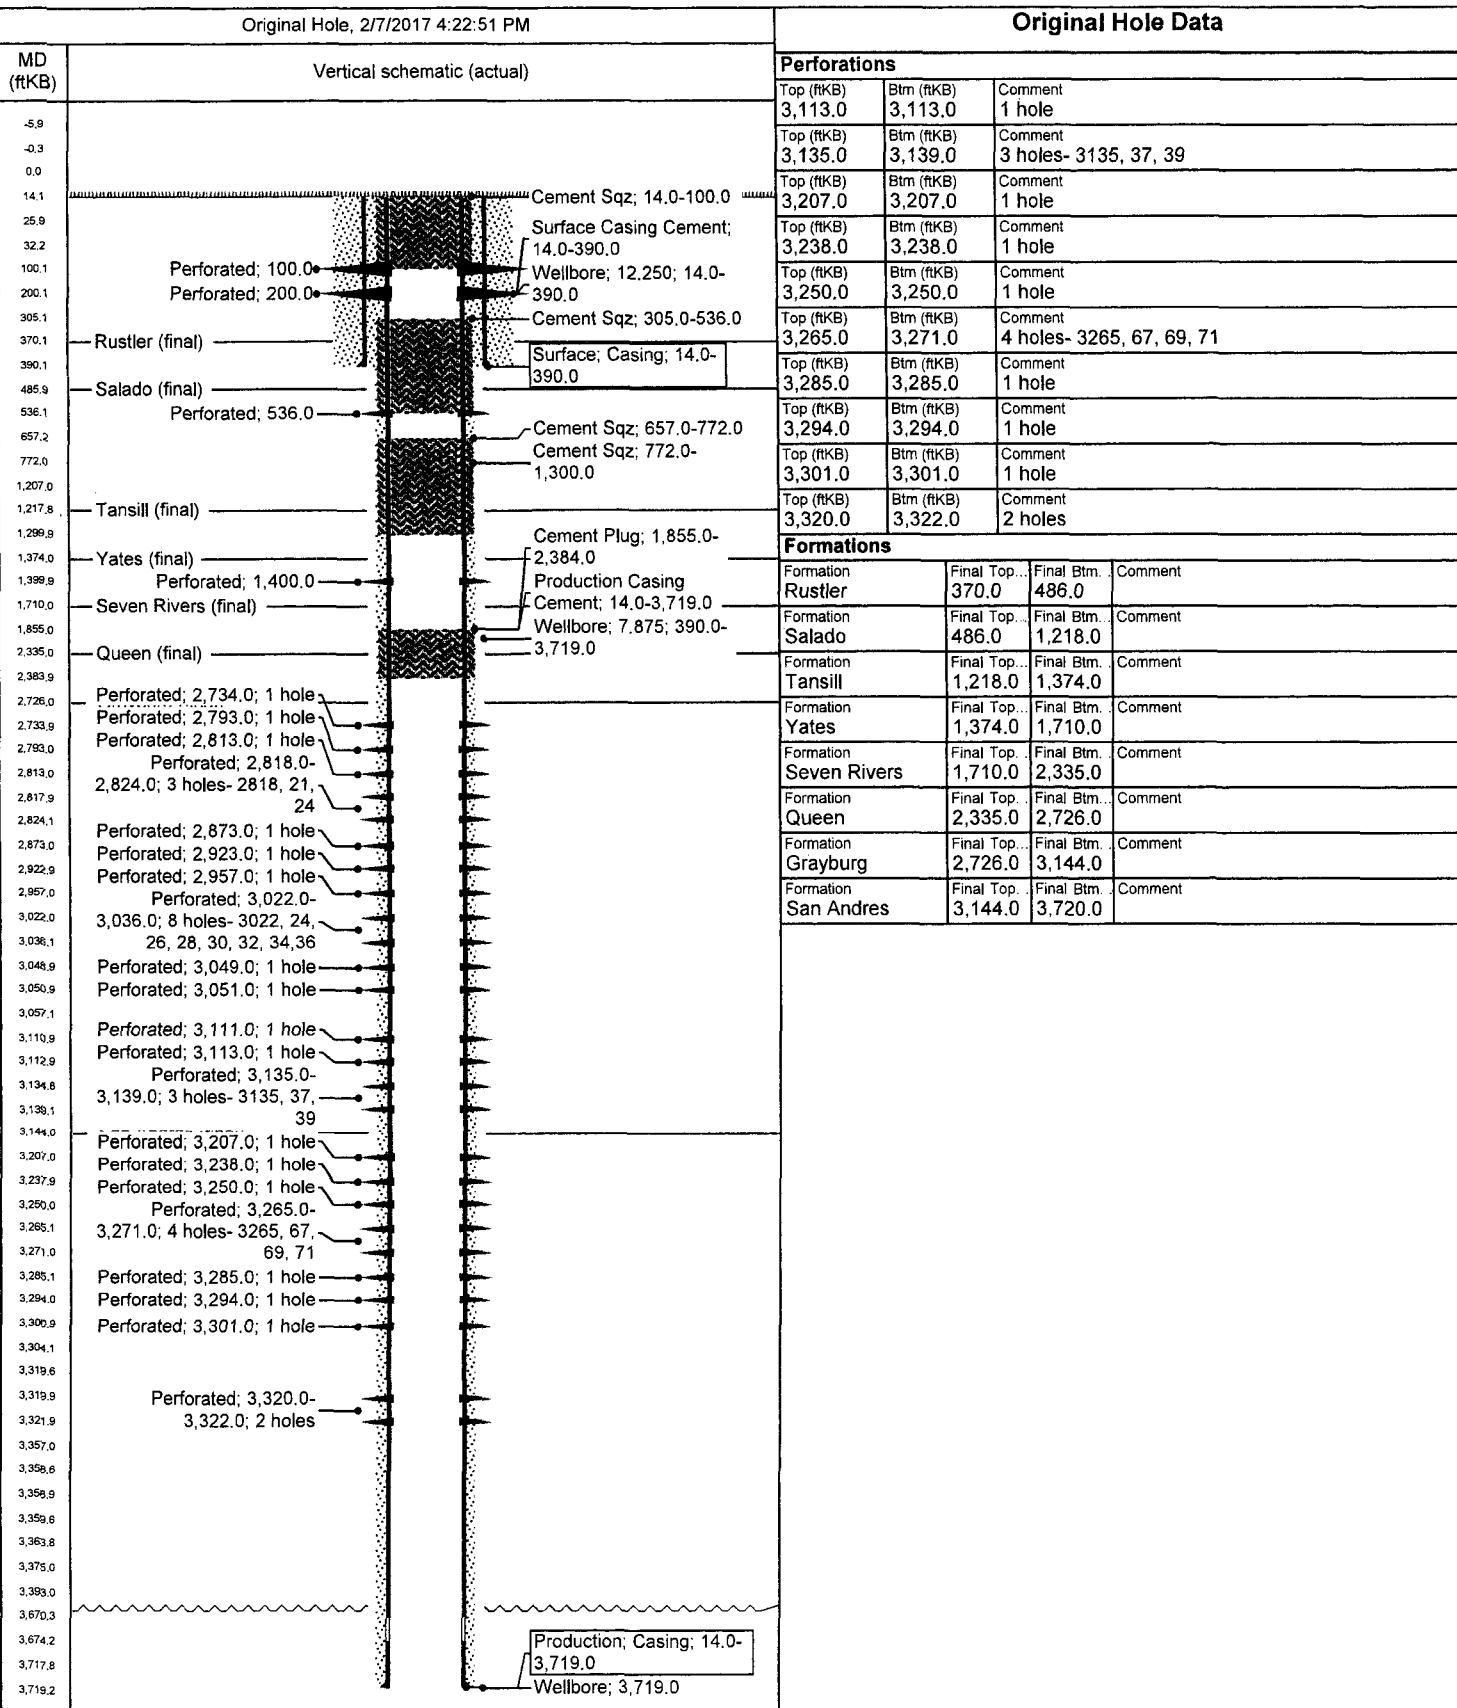 Original Hole, 2/7/2017 4:22:51 PM
MD
(ftKB)
Vertical schematic (actual)
-5.9
-0.3
0.0
14.1
25.9
32.2
100.1
200.1
305.1
370.1
390.1
485.9
536.1
657.2
772.0
1,207.0
1,217.8
1,299.9
1,374.0
1,399.9
1,710.0
1,855.0
2,335.0
2,383.9
2,726.0
2,733.9
2,793.0
2,813.0
2,817.9
2,824.1
2,873.0
2,922.9
2,957.0
3,022.0
3,036.1
3,048.9
3,050.9
3,057.1
3,110.9
3,112.9
3,134.8
3,139.1
3,144.0
3,207.0
3,237.9
3,250.0
3,265.1
3,271.0
3,285.1
3,294.0
3,300.9
3,304.1
3,319.6
3,319.9
3,321.9
3,357.0
3,358.6
3,358.9
3,359.6
3,363.8
3,375.0
3,393.0
3,670.3
3,674.2
3,717.8
3,719.2
Perforated; 100.0
Perforated; 200.0
Rustler (final)
Salado (final)
Perforated; 536.0
Tansill (final)
Yates (final)
Perforated; 1,400.0
Seven Rivers (final)
Queen (final)
Perforated; 2,734.0; 1 hole
Perforated; 2,793.0; 1 hole
Perforated; 2,813.0; 1 hole
Perforated; 2,818.0-
2,824.0; 3 holes- 2818, 21,
24
Perforated; 2,873.0; 1 hole
Perforated; 2,923.0; 1 hole
Perforated; 2,957.0; 1 hole
Perforated; 3,022.0-
3,036.0; 8 holes- 3022, 24,
26, 28, 30, 32, 34,36
Perforated; 3,049.0; 1 hole
Perforated; 3,051.0; 1 hole
Perforated; 3,111.0; 1 hole
Perforated; 3,113.0; 1 hole
Perforated; 3,135.0-
3,139.0; 3 holes- 3135, 37,
39
Perforated; 3,207.0; 1 hole
Perforated; 3,238.0; 1 hole
Perforated; 3,250.0; 1 hole
Perforated; 3,265.0-
3,271.0; 4 holes- 3265, 67,
69, 71
Perforated; 3,285.0; 1 hole
Perforated; 3,294.0; 1 hole
Perforated; 3,301.0; 1 hole
Perforated; 3,320.0-
3,322.0; 2 holes
Cement Sqz; 14.0-100.0
Surface Casing Cement;
14.0-390.0
Wellbore; 12.250; 14.0-
390.0
Cement Sqz; 305.0-536.0
Surface; Casing; 14.0-
390.0
Cement Sqz; 657.0-772.0
Cement Sqz; 772.0-
1,300.0
Cement Plug; 1,855.0-
2,384.0
Production Casing
Cement; 14.0-3,719.0
Wellbore; 7.875; 390.0-
3,719.0
Production; Casing; 14.0-
3,719.0
Wellbore; 3,719.0
Original Hole Data
Perforations
Top (ftKB) Btm (ftKB) Comment
3,113.0 3,113.0 1 hole
Top (ftKB) Btm (ftKB) Comment
3,135.0 3,139.0 3 holes- 3135, 37, 39
Top (ftKB) Btm (ftKB) Comment
3,207.0 3,207.0 1 hole
Top (ftKB) Btm (ftKB) Comment
3,238.0 3,238.0 1 hole
Top (ftKB) Btm (ftKB) Comment
3,250.0 3,250.0 1 hole
Top (ftKB) Btm (ftKB) Comment
3,265.0 3,271.0 4 holes- 3265, 67, 69, 71
Top (ftKB) Btm (ftKB) Comment
3,285.0 3,285.0 1 hole
Top (ftKB) Btm (ftKB) Comment
3,294.0 3,294.0 1 hole
Top (ftKB) Btm (ftKB) Comment
3,301.0 3,301.0 1 hole
Top (ftKB) Btm (ftKB) Comment
3,320.0 3,322.0 2 holes
Formations
Formation Final Top... Final Btm... Comment
Rustler 370.0 486.0
Formation Final Top... Final Btm... Comment
Salado 486.0 1,218.0
Formation Final Top... Final Btm... Comment
Tansill 1,218.0 1,374.0
Formation Final Top... Final Btm... Comment
Yates 1,374.0 1,710.0
Formation Final Top... Final Btm... Comment
Seven Rivers 1,710.0 2,335.0
Formation Final Top... Final Btm... Comment
Queen 2,335.0 2,726.0
Formation Final Top... Final Btm... Comment
Grayburg 2,726.0 3,144.0
Formation Final Top... Final Btm... Comment
San Andres 3,144.0 3,720.0